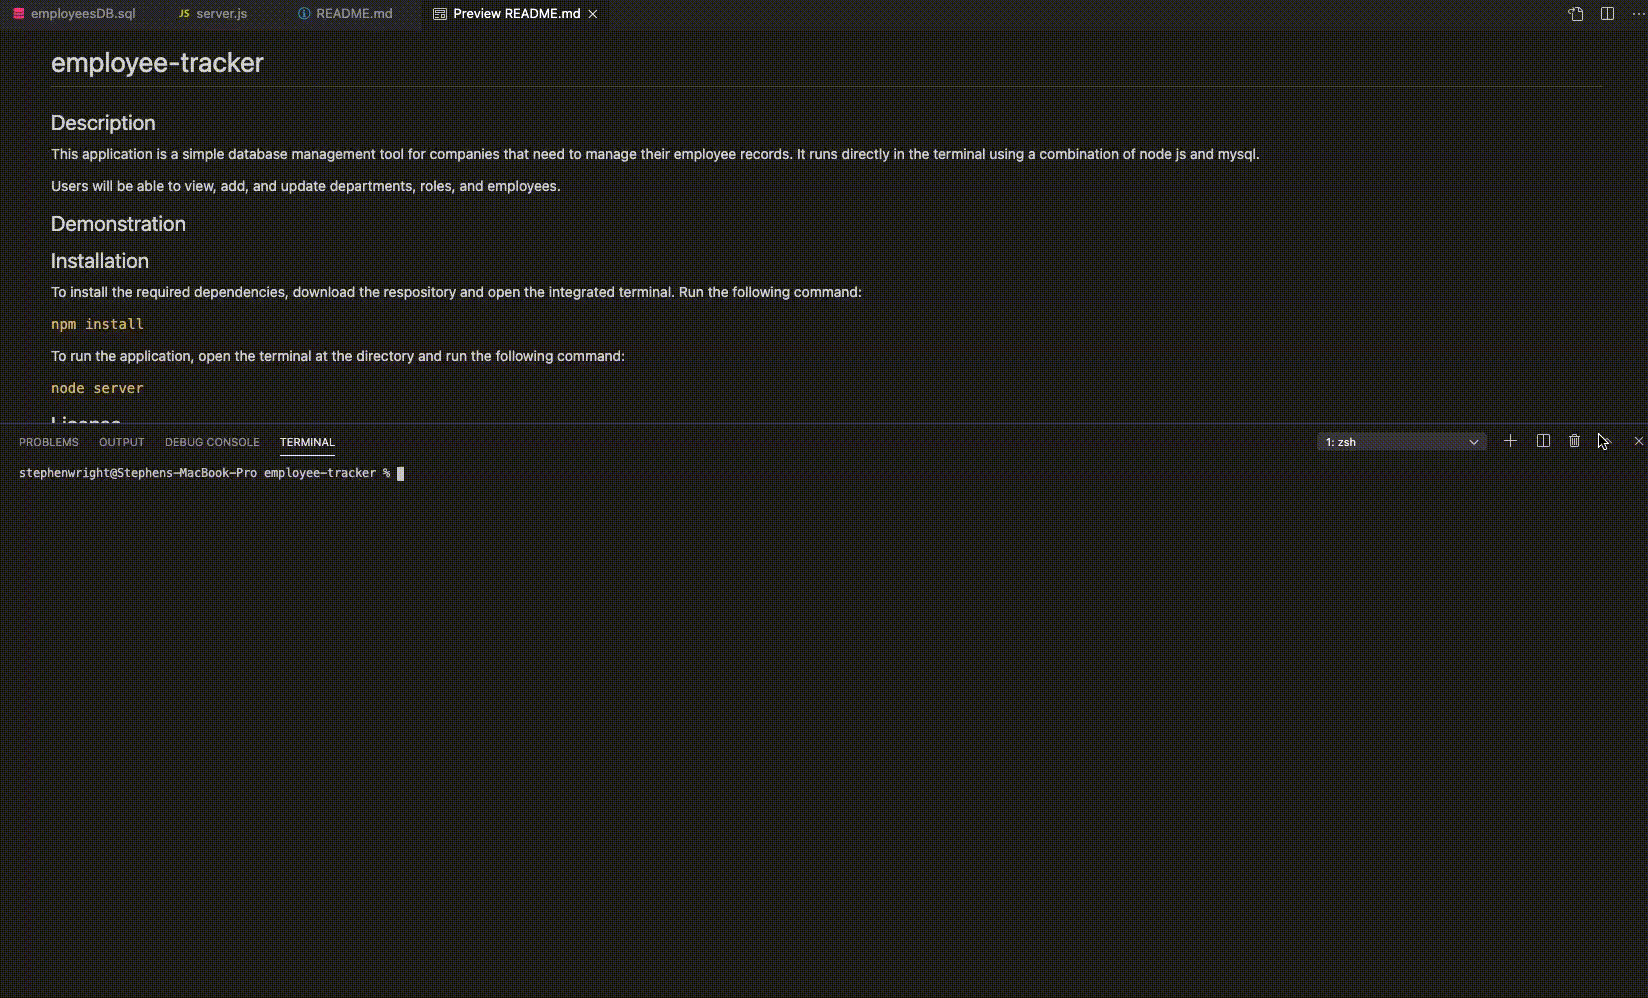 employeesDB.sql JS server.js README.md Preview README.md
employee-tracker
Description
This application is a simple database management tool for companies that need to manage their employee records. It runs directly in the terminal using a combination of node js and mysql.
Users will be able to view, add, and update departments, roles, and employees.
Demonstration
Installation
To install the required dependencies, download the respository and open the integrated terminal. Run the following command:
npm install
To run the application, open the terminal at the directory and run the following command:
node server
License
PROBLEMS OUTPUT DEBUG CONSOLE TERMINAL 1: zsh
stephenwright@Stephens-MacBook-Pro employee-tracker %